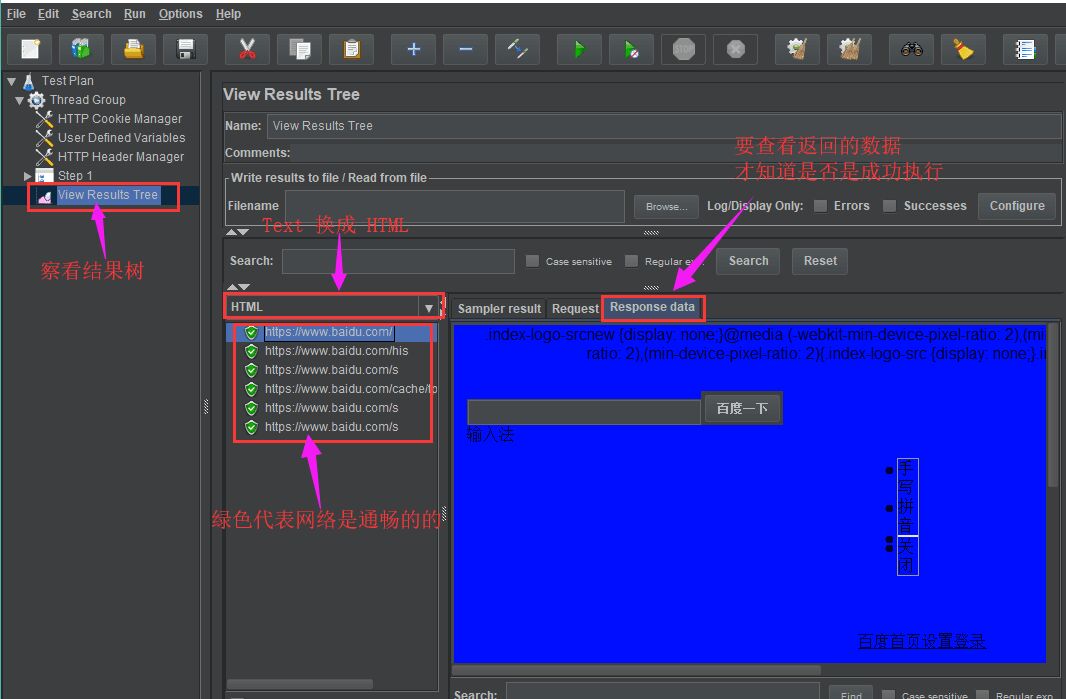 File Edit Search Run Options Help
Test Plan
Thread Group
HTTP Cookie Manager
User Defined Variables
HTTP Header Manager
Step 1
View Results Tree
察看结果树
View Results Tree
Name: View Results Tree
Comments:
要查看返回的数据
才知道是否是成功执行
Write results to file / Read from file
Filename Browse... Log/Display Only: Errors Successes Configure
Text 换成 HTML
Search: Case sensitive Regular ex Search Reset
HTML
https://www.baidu.com/
https://www.baidu.com/his
https://www.baidu.com/s
https://www.baidu.com/cache/fo
https://www.baidu.com/s
https://www.baidu.com/s
绿色代表网络是通畅的的
Sampler result Request Response data
.index-logo-srcnew {display: none;}@media (-webkit-min-device-pixel-ratio: 2),(mi
ratio: 2),(min-device-pixel-ratio: 2){.index-logo-src {display: none;}.i
百度一下
输入法
手写
拼音
关闭
百度首页设置登录
Search: Find Case sensitive Regular exp